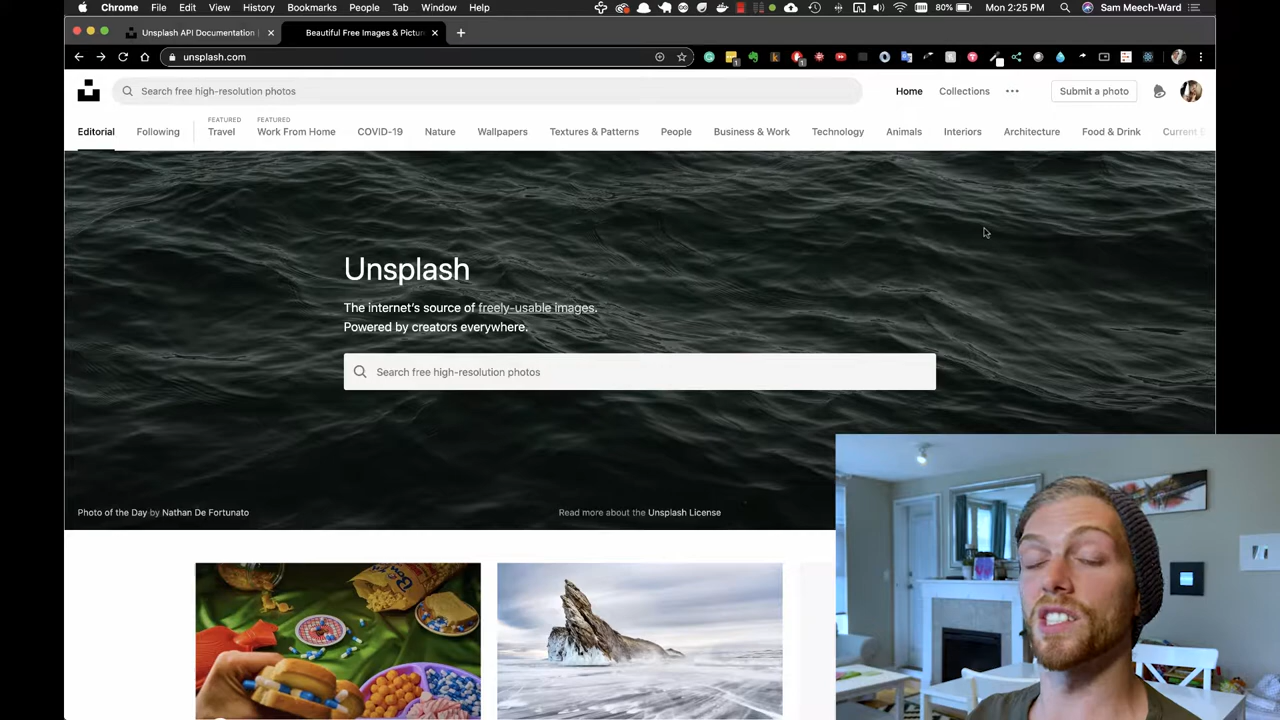 Chrome File Edit View History Bookmarks People Tab Window Help 80% Mon 2:25 PM Sam Meech-Ward
Unsplash API Documentation Beautiful Free Images & Pictur
unsplash.com
Search free high-resolution photos Home Collections Submit a photo
FEATURED FEATURED
Editorial Following Travel Work From Home COVID-19 Nature Wallpapers Textures & Patterns People Business & Work Technology Animals Interiors Architecture Food & Drink Current
Unsplash
The internet's source of freely-usable images.
Powered by creators everywhere.
Search free high-resolution photos
Photo of the Day by Nathan De Fortunato Read more about the Unsplash License